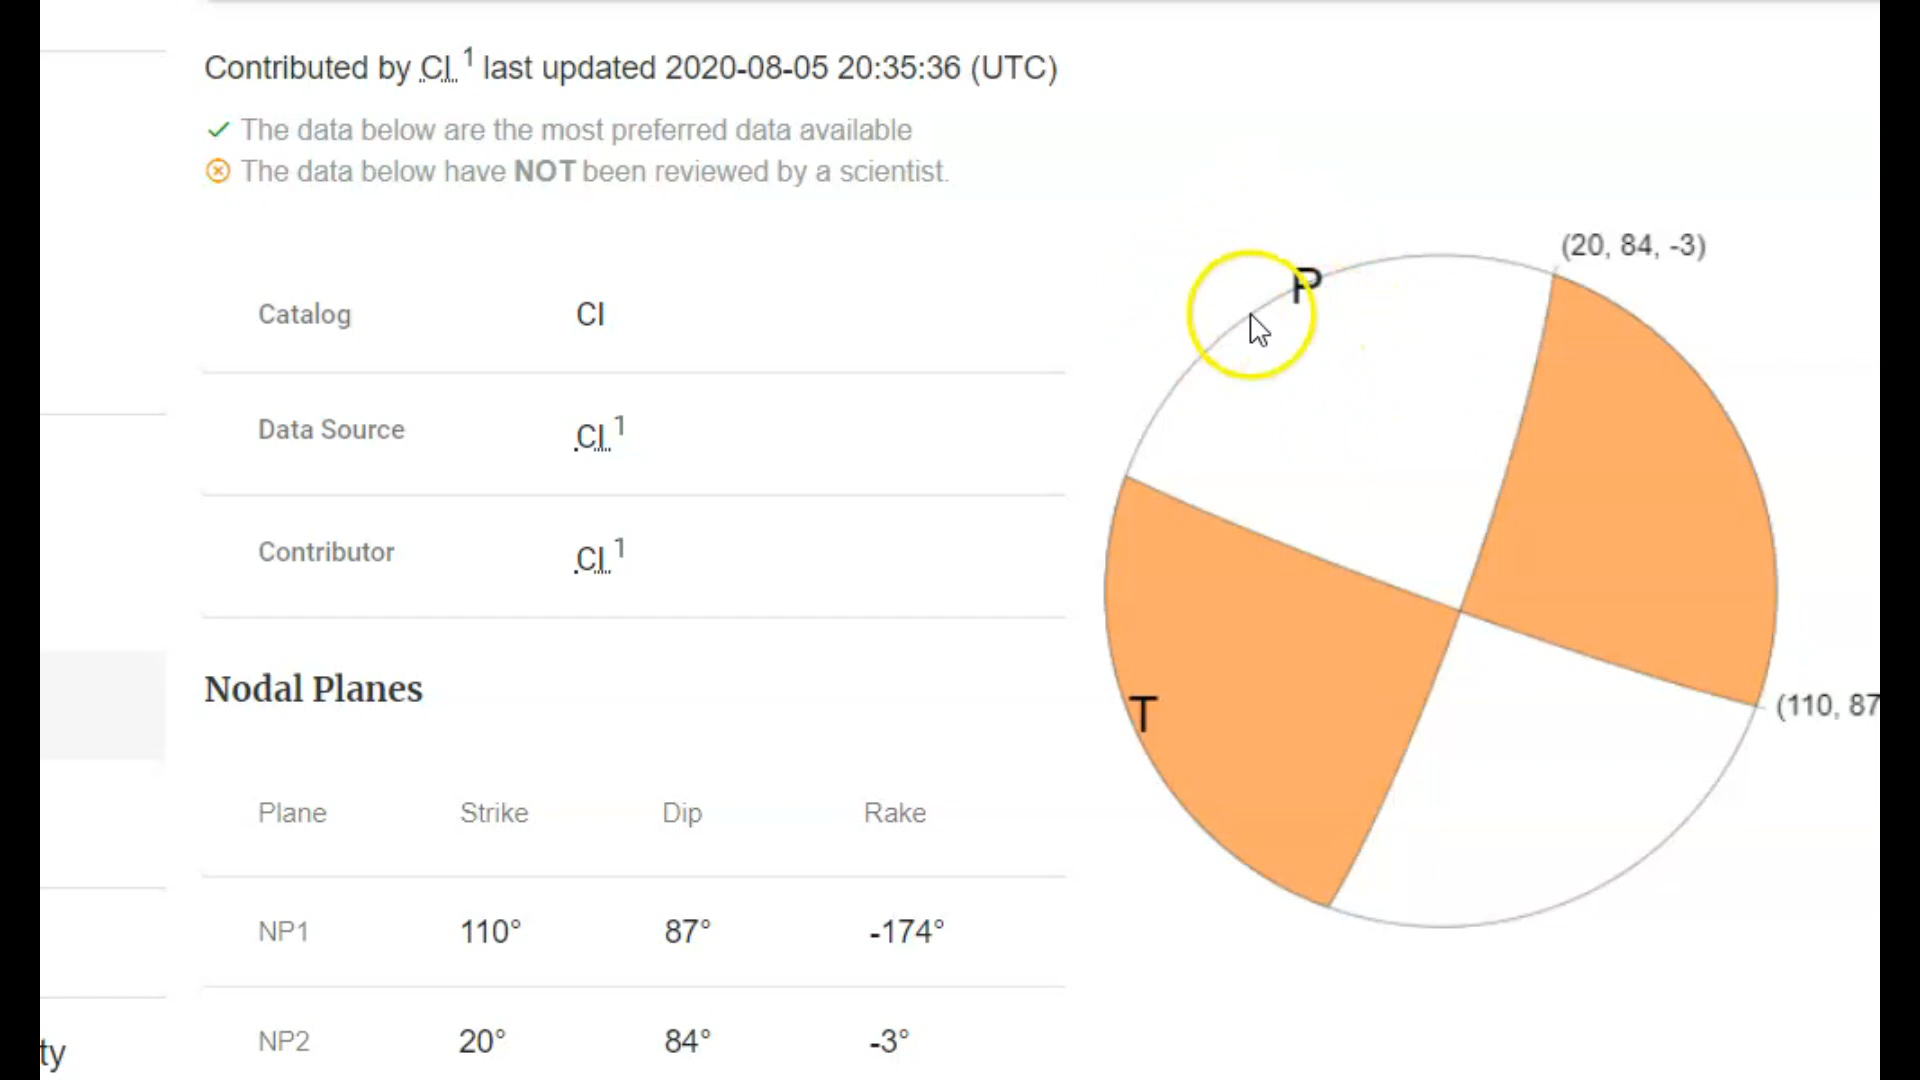 Contributed by CI 1 last updated 2020-08-05 20:35:36 (UTC)
The data below are the most preferred data available
The data below have NOT been reviewed by a scientist.
Catalog CI
Data Source CI 1
Contributor CI 1
Nodal Planes
Plane Strike Dip Rake
NP1 110° 87° -174°
NP2 20° 84° -3°
ty
P
(20, 84, -3)
T
(110, 87